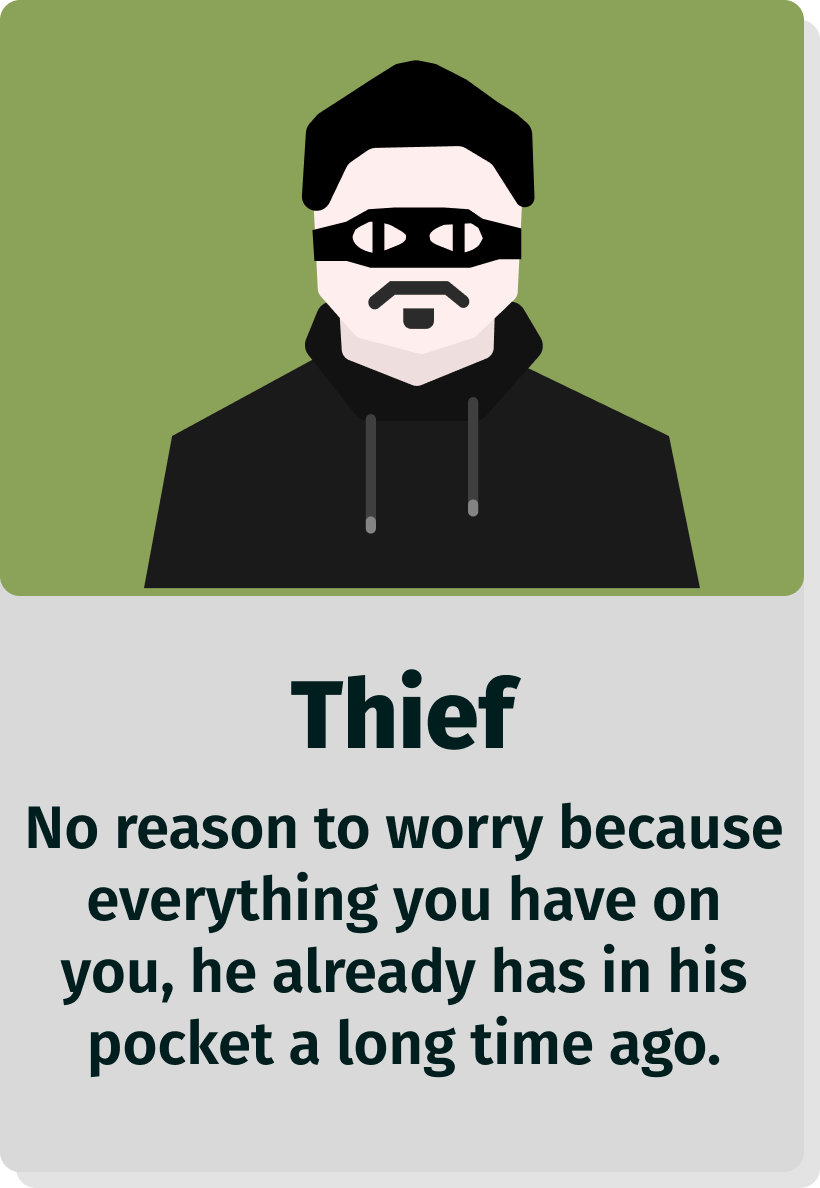 Thief
No reason to worry because
everything you have on
you, he already has in his
pocket a long time ago.